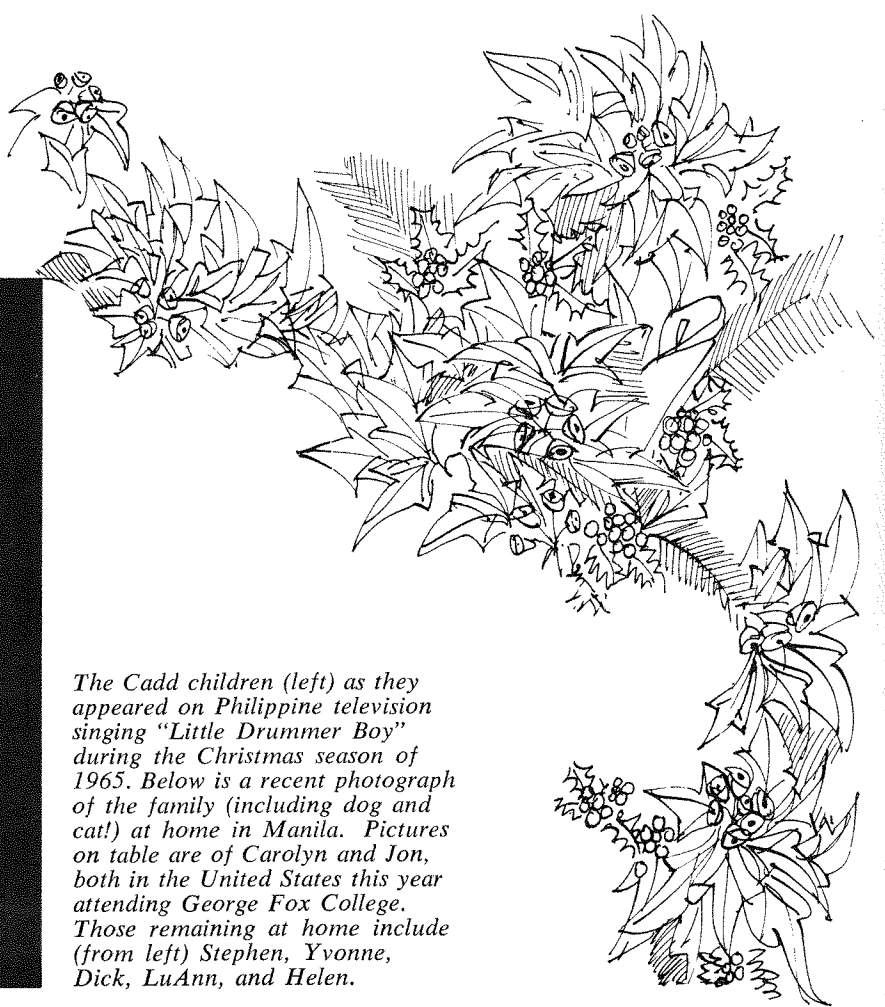 The Cadd children (left) as they
appeared on Philippine television
singing “Little Drummer Boy”
during the Christmas season of
1965. Below is a recent photograph
of the family (including dog and
cat!) at home in Manila. Pictures
on table are of Carolyn and Jon,
both in the United States this year
attending George Fox College.
Those remaining at home include
(from left) Stephen, Yvonne,
Dick, LuAnn, and Helen.